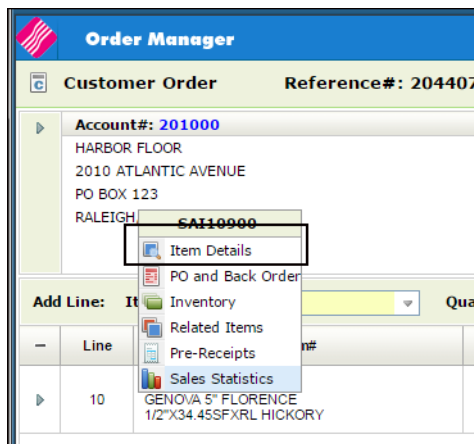 Order Manager
Customer Order Reference#: 204407
Account#: 201000
HARBOR FLOOR
2010 ATLANTIC AVENUE
PO BOX 123
RALEIGH,
SAI10900
Item Details
PO and Back Order
Inventory
Related Items
Pre-Receipts
Sales Statistics
Add Line: It Qua
– Line m#
10 GENOVA 5" FLORENCE
1/2"X34.45SFXRL HICKORY